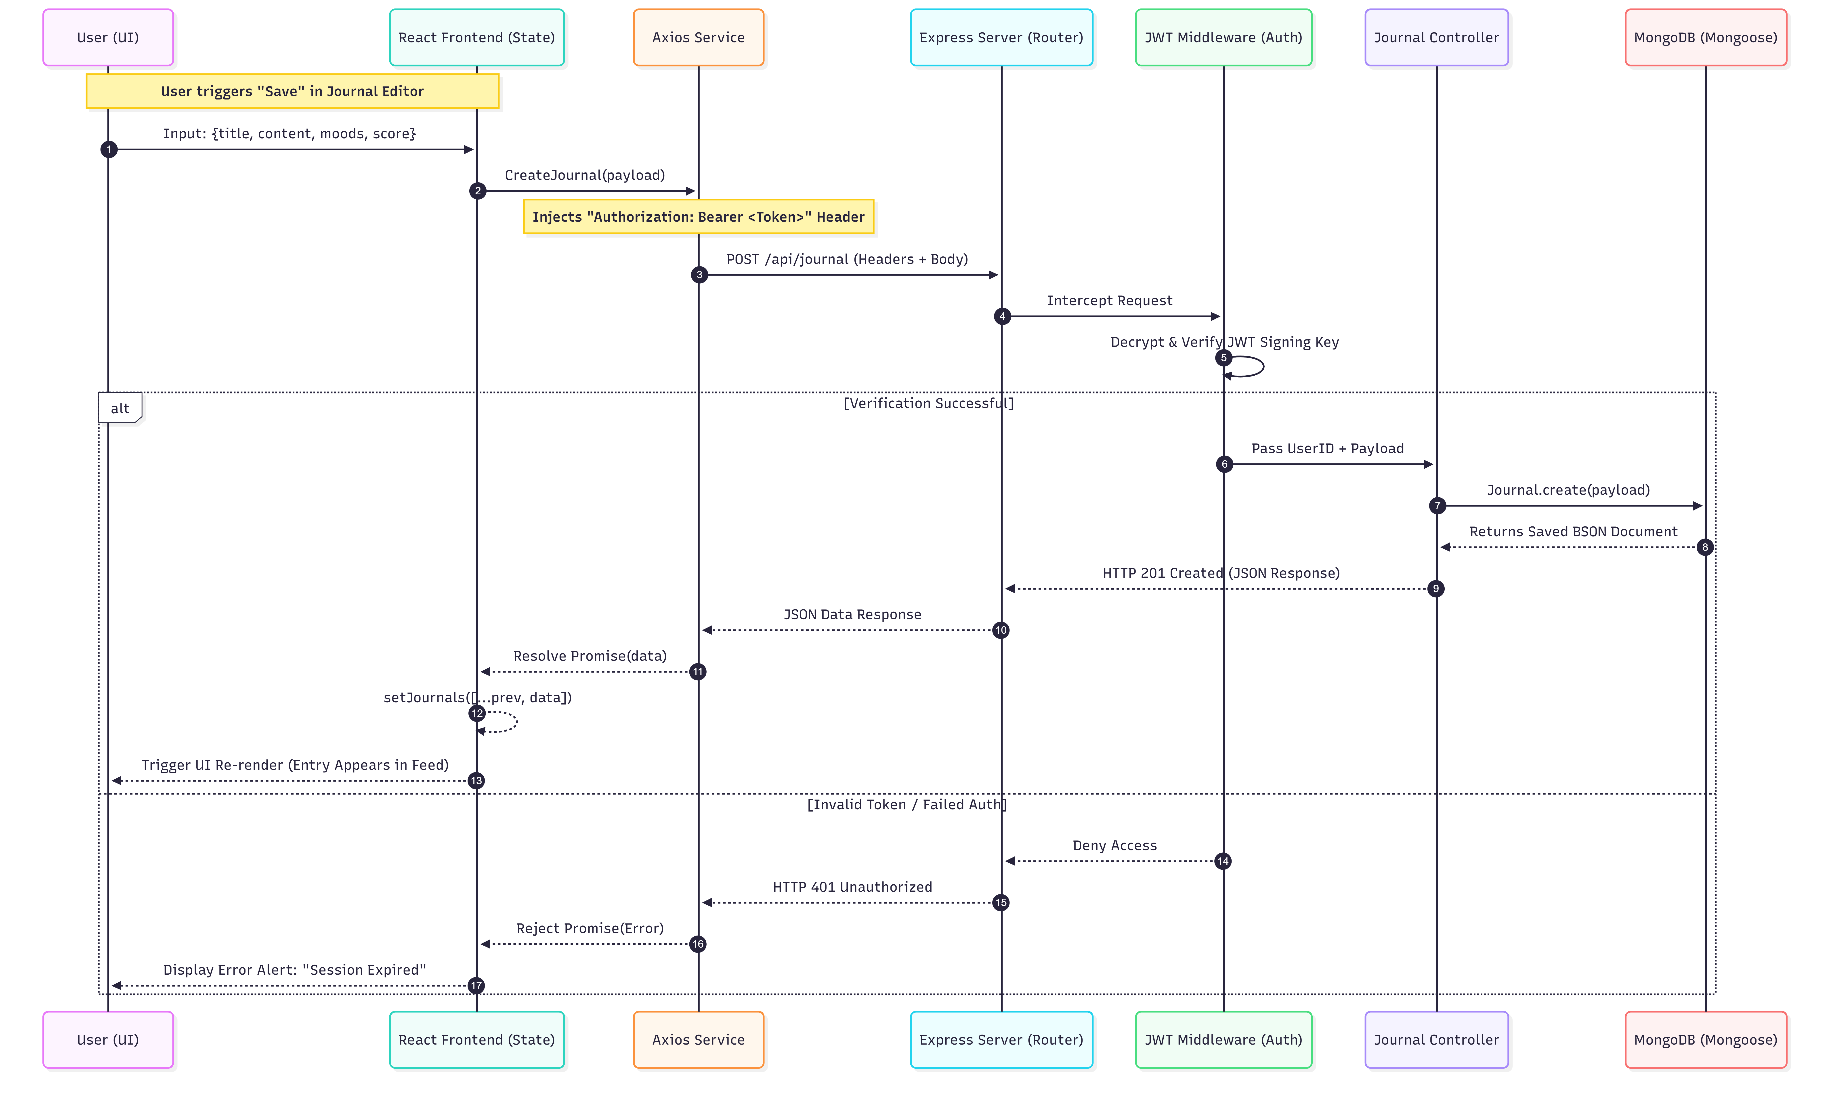 User (UI)
React Frontend (State)
Axios Service
Express Server (Router)
JWT Middleware (Auth)
Journal Controller
MongoDB (Mongoose)
User triggers "Save" in Journal Editor
Input: {title, content, moods, score}
1
CreateJournal(payload)
2
Injects "Authorization: Bearer <Token>" Header
POST /api/journal (Headers + Body)
3
Intercept Request
4
Decrypt & Verify JWT Signing Key
5
alt
[Verification Successful]
Pass UserID + Payload
6
Journal.create(payload)
7
Returns Saved BSON Document
8
HTTP 201 Created (JSON Response)
9
JSON Data Response
10
Resolve Promise(data)
11
setJournals([...prev, data])
12
Trigger UI Re-render (Entry Appears in Feed)
13
[Invalid Token / Failed Auth]
Deny Access
14
HTTP 401 Unauthorized
15
Reject Promise(Error)
16
Display Error Alert: "Session Expired"
17
User (UI)
React Frontend (State)
Axios Service
Express Server (Router)
JWT Middleware (Auth)
Journal Controller
MongoDB (Mongoose)